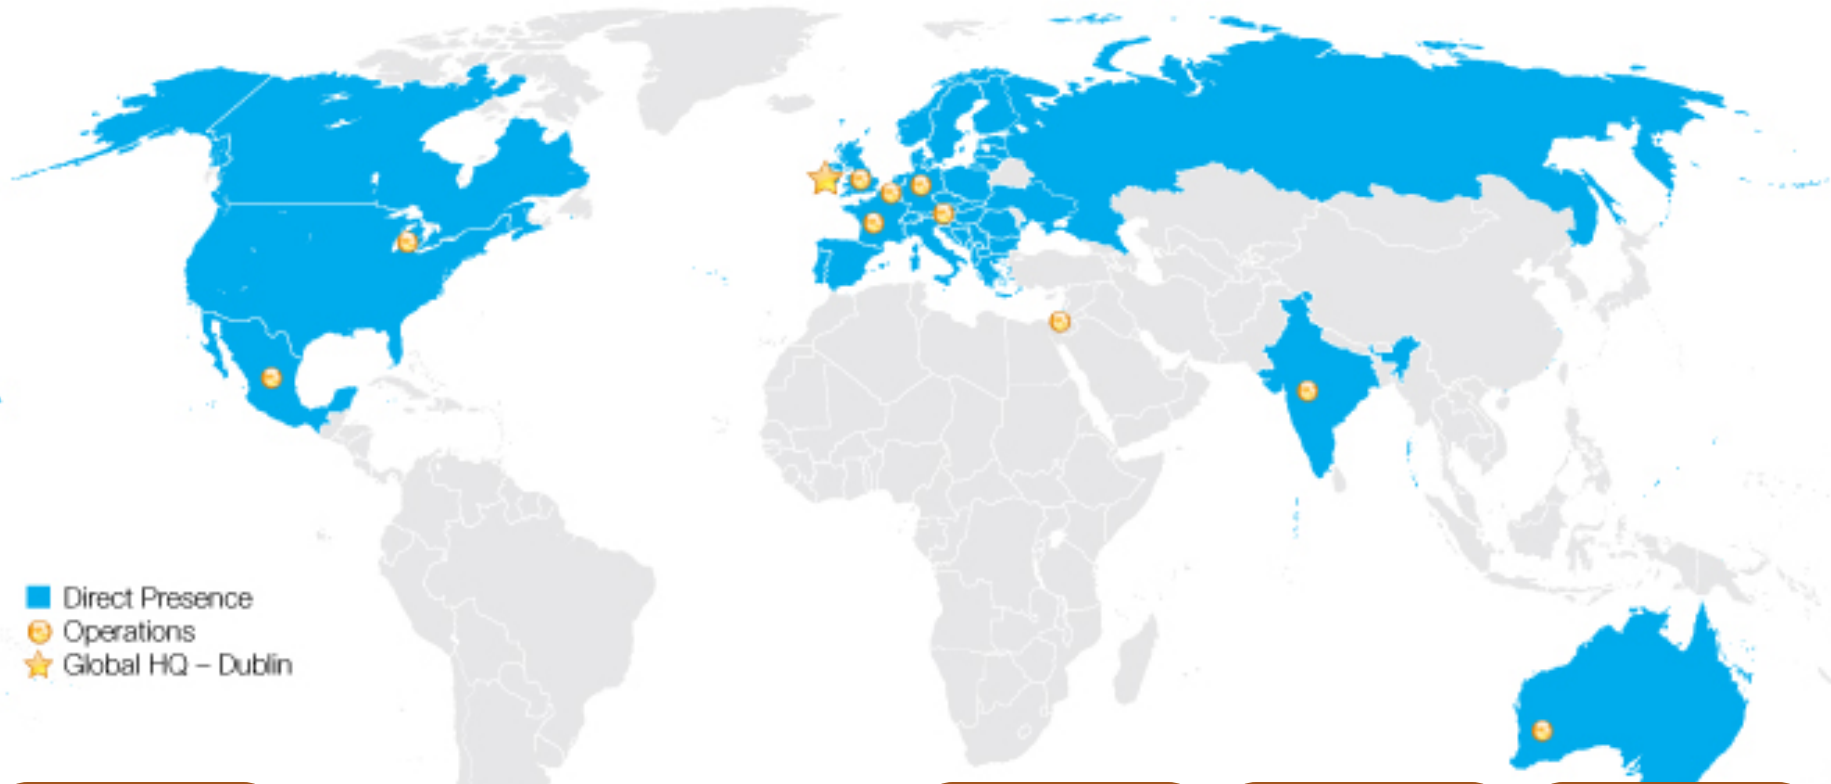 Direct Presence
Operations
Global HQ – Dublin